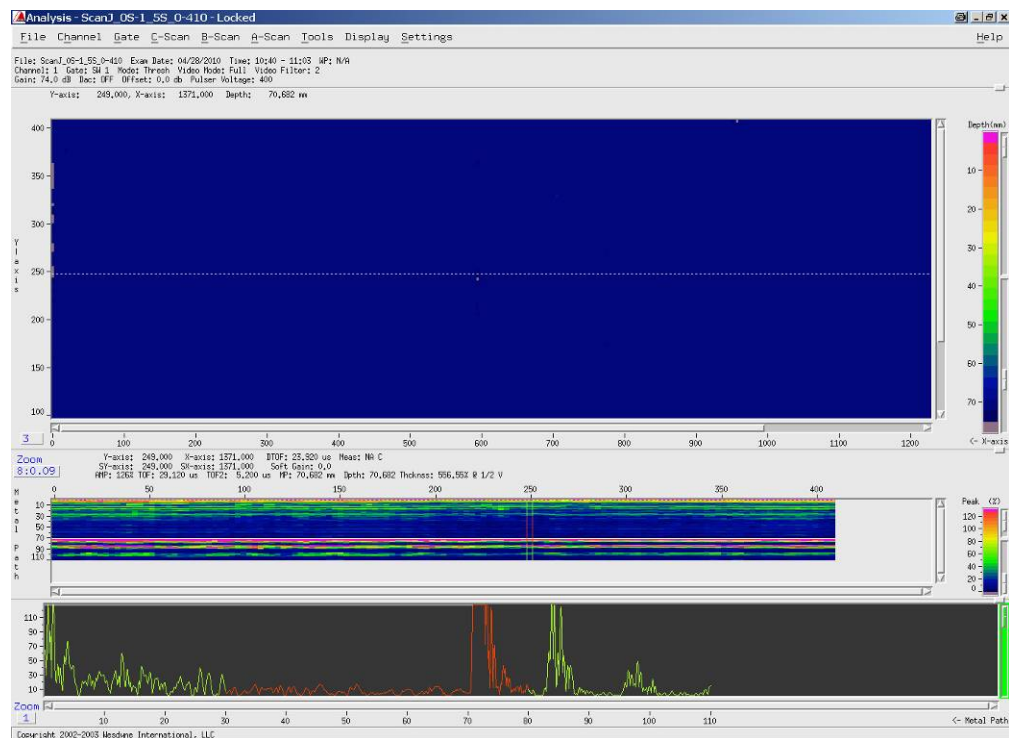 Analysis - ScanJ_0S-1_5S_0-410 - Locked
File Channel Gate C-Scan B-Scan A-Scan Tools Display Settings Help
File: ScanJ_0S-1_5S_0-410 Exam Date: 04/28/2010 Time: 10:40 - 11:03 WP: N/A
Channel: 1 Gate: SW 1 Mode: Thresh Video Mode: Full Video Filter: 2
Gain: 74.0 dB Dac: OFF Offset: 0.0 db Pulser Voltage: 400
Y-axis: 249.000, X-axis: 1371.000 Depth: 70.682 mm
Depth(mm)
400
350
300
250
200
150
100
Y-axis
10
20
30
40
50
60
70
3
0 100 200 300 400 500 600 700 800 900 1000 1100 1200
<- X-axis
Zoom
8:0.09
Y-axis: 249.000 X-axis: 1371.000 DTOF: 23.920 us Meas: NA C
SY-axis: 249.000 SX-axis: 1371.000 Soft Gain: 0.0
AMP: 126% TOF: 29.120 us TOF2: 5.200 us MP: 70.682 mm Dpth: 70.682 Thcknss: 556.55% @ 1/2 V
0 50 100 150 200 250 300 350 400
Metal Path
10
30
50
70
90
110
Peak (%)
120
100
80
60
40
20
0
110
90
70
50
30
10
Zoom
1
10 20 30 40 50 60 70 80 90 100 110
<- Metal Path
Copyright 2002-2003 Wesdyne International, LLC